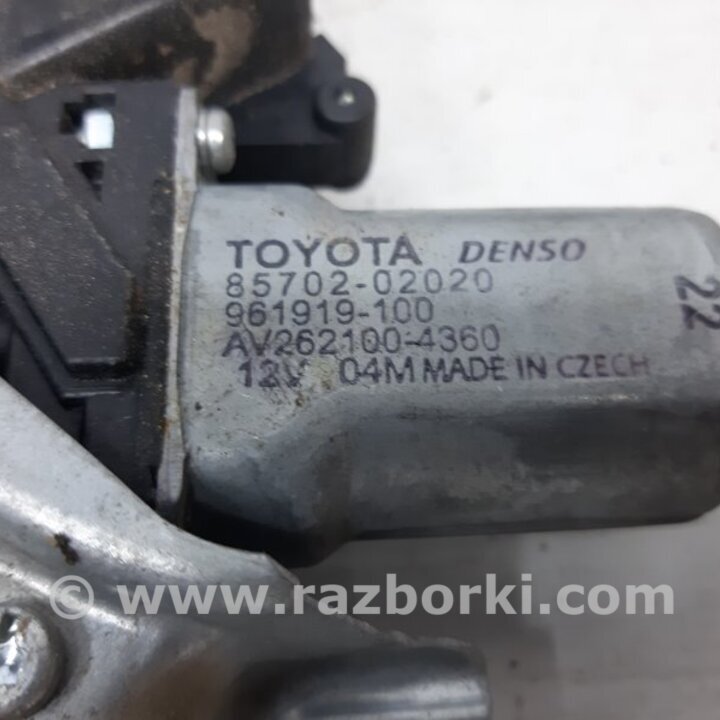 TOYOTA DENSO
85702-02020
961919-100
AV262100-4360
12V 04M MADE IN CZECH
22
© www.razborki.com